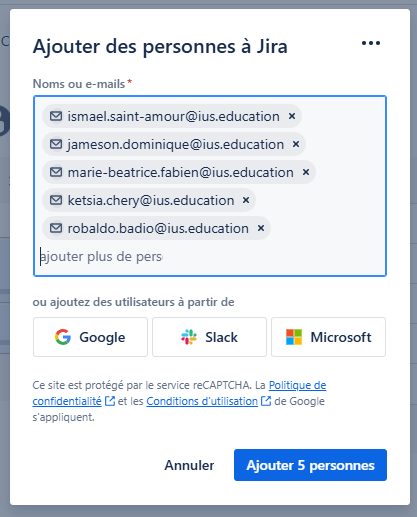 Ajouter des personnes à Jira
Noms ou e-mails*
ismael.saint-amour@ius.education
jameson.dominique@ius.education
marie-beatrice.fabien@ius.education
ketsia.chery@ius.education
robaldo.badio@ius.education
ajouter plus de pers
ou ajoutez des utilisateurs à partir de
Google Slack Microsoft
Ce site est protégé par le service reCAPTCHA. La Politique de
confidentialité et les Conditions d'utilisation de Google
s'appliquent.
Annuler Ajouter 5 personnes